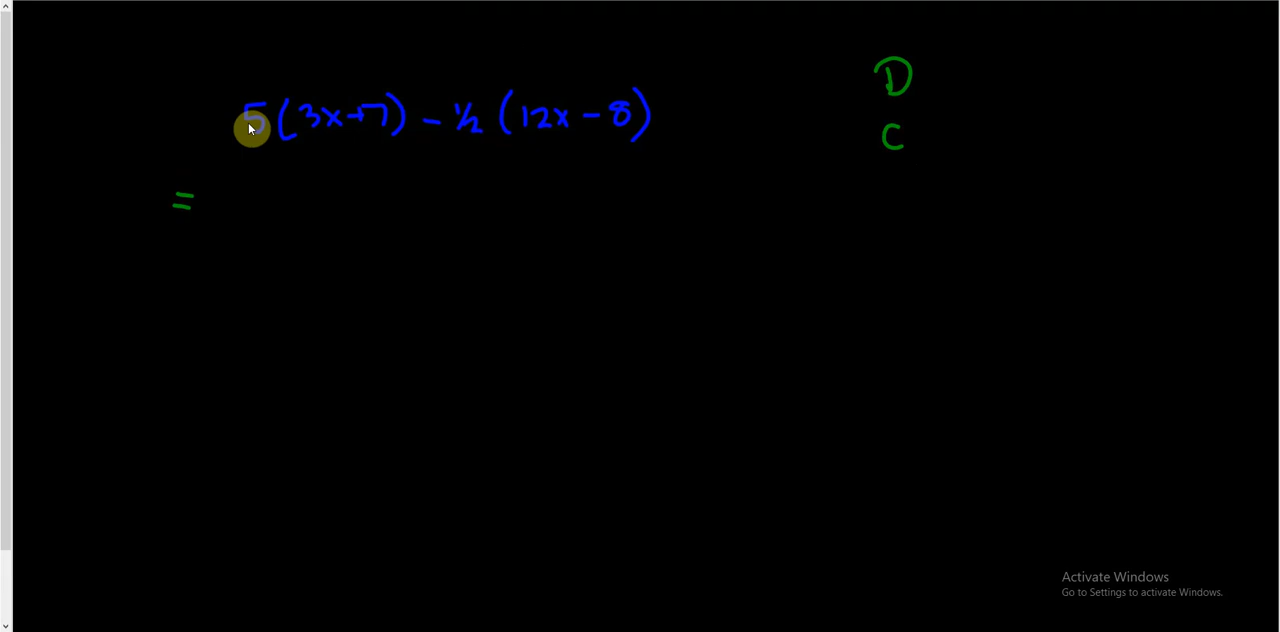 5(3x+7) - ½ (12x - 8)
D
C
=
Activate Windows
Go to Settings to activate Windows.